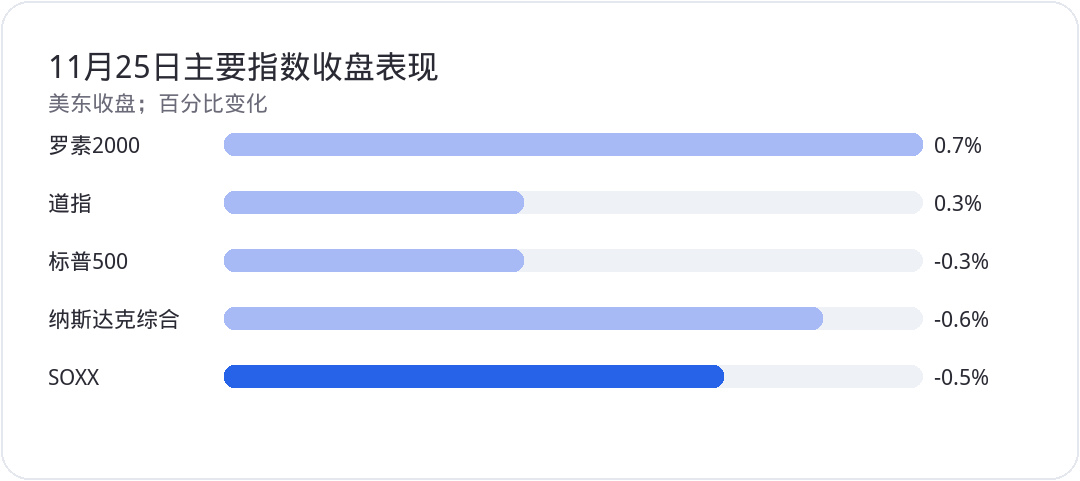 11月25日主要指数收盘表现
美东收盘；百分比变化
罗素2000 0.7%
道指 0.3%
标普500 -0.3%
纳斯达克综合 -0.6%
SOXX -0.5%